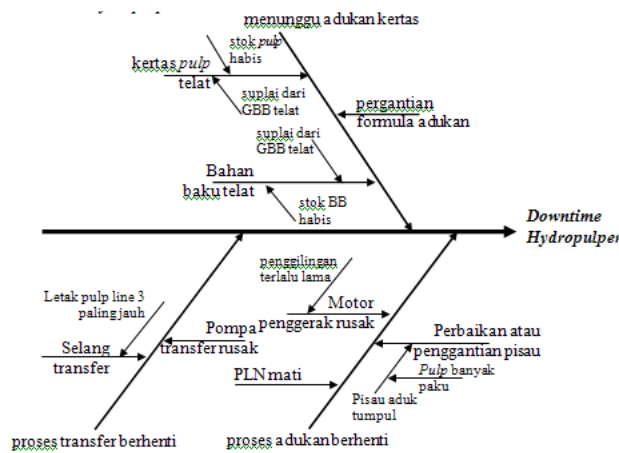 menunggu adukan kertas
stok pulp
habis
kertas pulp
telat
suplai dari
GBB telat
pergantian
formula adukan
suplai dari
GBB telat
Bahan
baku telat
stok BB
habis
Downtime
Hydropulper
penggilingan
terlalu lama
Letak pulp line 3
paling jauh
Motor
penggerak rusak
Pompa
transfer rusak
Perbaikan atau
penggantian pisau
Selang
transfer
PLN mati
Pulp banyak
paku
Pisau aduk
tumpul
proses transfer berhenti
proses adukan berhenti